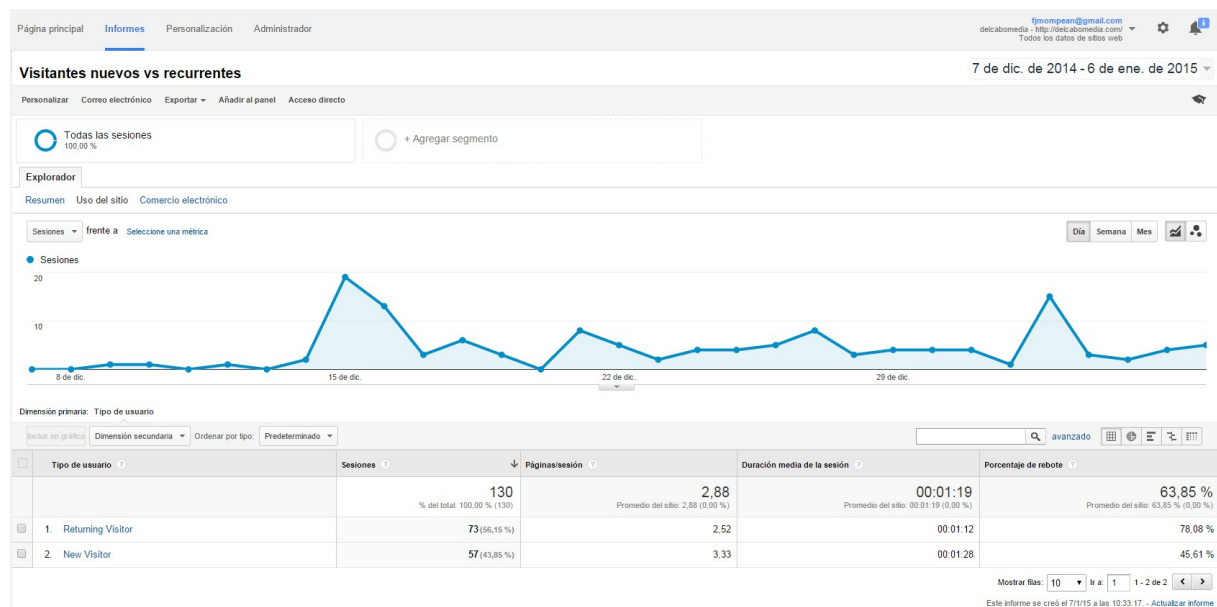 Página principal Informes Personalización Administrador
fjmompean@gmail.com
delcabomedia - http://delcabomedia.com/
Todos los datos de sitios web
Visitantes nuevos vs recurrentes
7 de dic. de 2014 - 6 de ene. de 2015
Personalizar Correo electrónico Exportar Añadir al panel Acceso directo
Todas las sesiones
100,00 %
+ Agregar segmento
Explorador
Resumen Uso del sitio Comercio electrónico
Sesiones frente a Seleccione una métrica
Día Semana Mes
Sesiones
20
10
8 de dic. 15 de dic. 22 de dic. 29 de dic.
Dimensión primaria: Tipo de usuario
Incluir en gráfico Dimensión secundaria Ordenar por tipo: Predeterminado
avanzado
Tipo de usuario ? Sesiones ? Páginas/sesión ? Duración media de la sesión ? Porcentaje de rebote ?
130 2,88 00:01:19 63,85 %
% del total: 100,00 % (130) Promedio del sitio: 2,88 (0,00 %) Promedio del sitio: 00:01:19 (0,00 %) Promedio del sitio: 63,85 % (0,00 %)
1. Returning Visitor 73 (56,15 %) 2,52 00:01:12 78,08 %
2. New Visitor 57 (43,85 %) 3,33 00:01:28 45,61 %
Mostrar filas: 10 Ir a: 1 1 - 2 de 2
Este informe se creó el 7/1/15 a las 10:33:17. - Actualizar informe